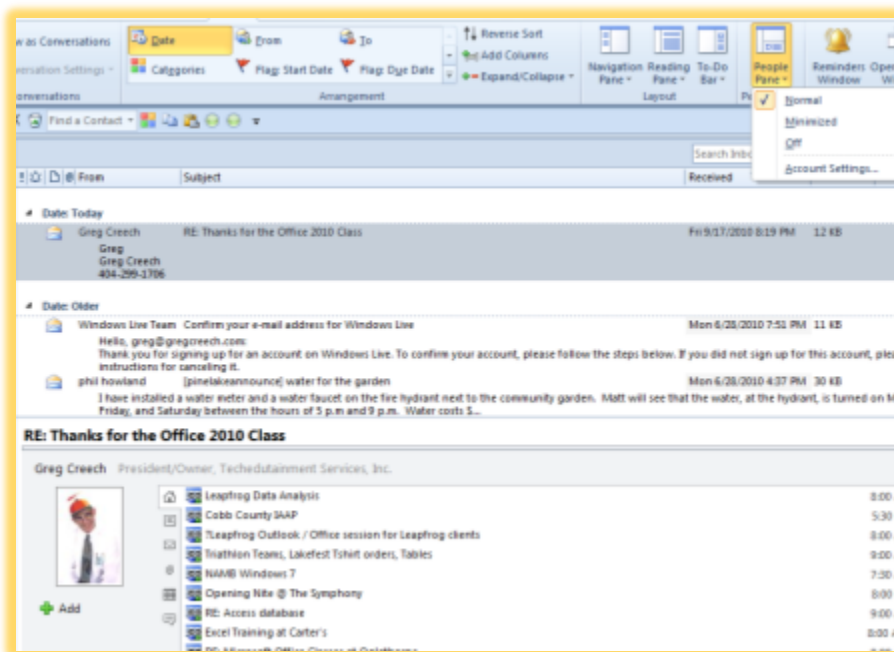 w as Conversations
Date
From
To
Reverse Sort
Add Columns
Expand/Collapse
Categories
Flag: Start Date
Flag: Due Date
Conversation Settings
Conversations
Arrangement
Navigation Pane
Reading Pane
To-Do Bar
Layout
People Pane
Reminders Window
Normal
Minimized
Off
Account Settings...
Find a Contact
Search Inbo
From Subject Received
Date: Today
Greg Creech RE: Thanks for the Office 2010 Class Fri 9/17/2010 8:19 PM 12 KB
Greg
Greg Creech
404-299-1706
Date: Older
Windows Live Team Confirm your e-mail address for Windows Live Mon 6/28/2010 7:51 PM 11 KB
Hello, greg@gregcreech.com:
Thank you for signing up for an account on Windows Live. To confirm your account, please follow the steps below. If you did not sign up for this account, plea
instructions for canceling it.
phil howland [pinelakeannounce] water for the garden Mon 6/28/2010 4:37 PM 30 KB
I have installed a water meter and a water faucet on the fire hydrant next to the community garden. Matt will see that the water, at the hydrant, is turned on M
Friday, and Saturday between the hours of 5 p.m and 9 p.m. Water costs $...
RE: Thanks for the Office 2010 Class
Greg Creech President/Owner, Techedutainment Services, Inc.
Leapfrog Data Analysis 8:00
Cobb County IAAP 5:30
?Leapfrog Outlook / Office session for Leapfrog clients 8:00
Triathlon Teams, Lakefest Tshirt orders, Tables 9:00
NAMB Windows 7 7:30
Opening Nite @ The Symphony 8:00
Add
RE: Access database 9:00
Excel Training at Carter's 8:00 A
RE: Microsoft Office Classes at Oglethorpe